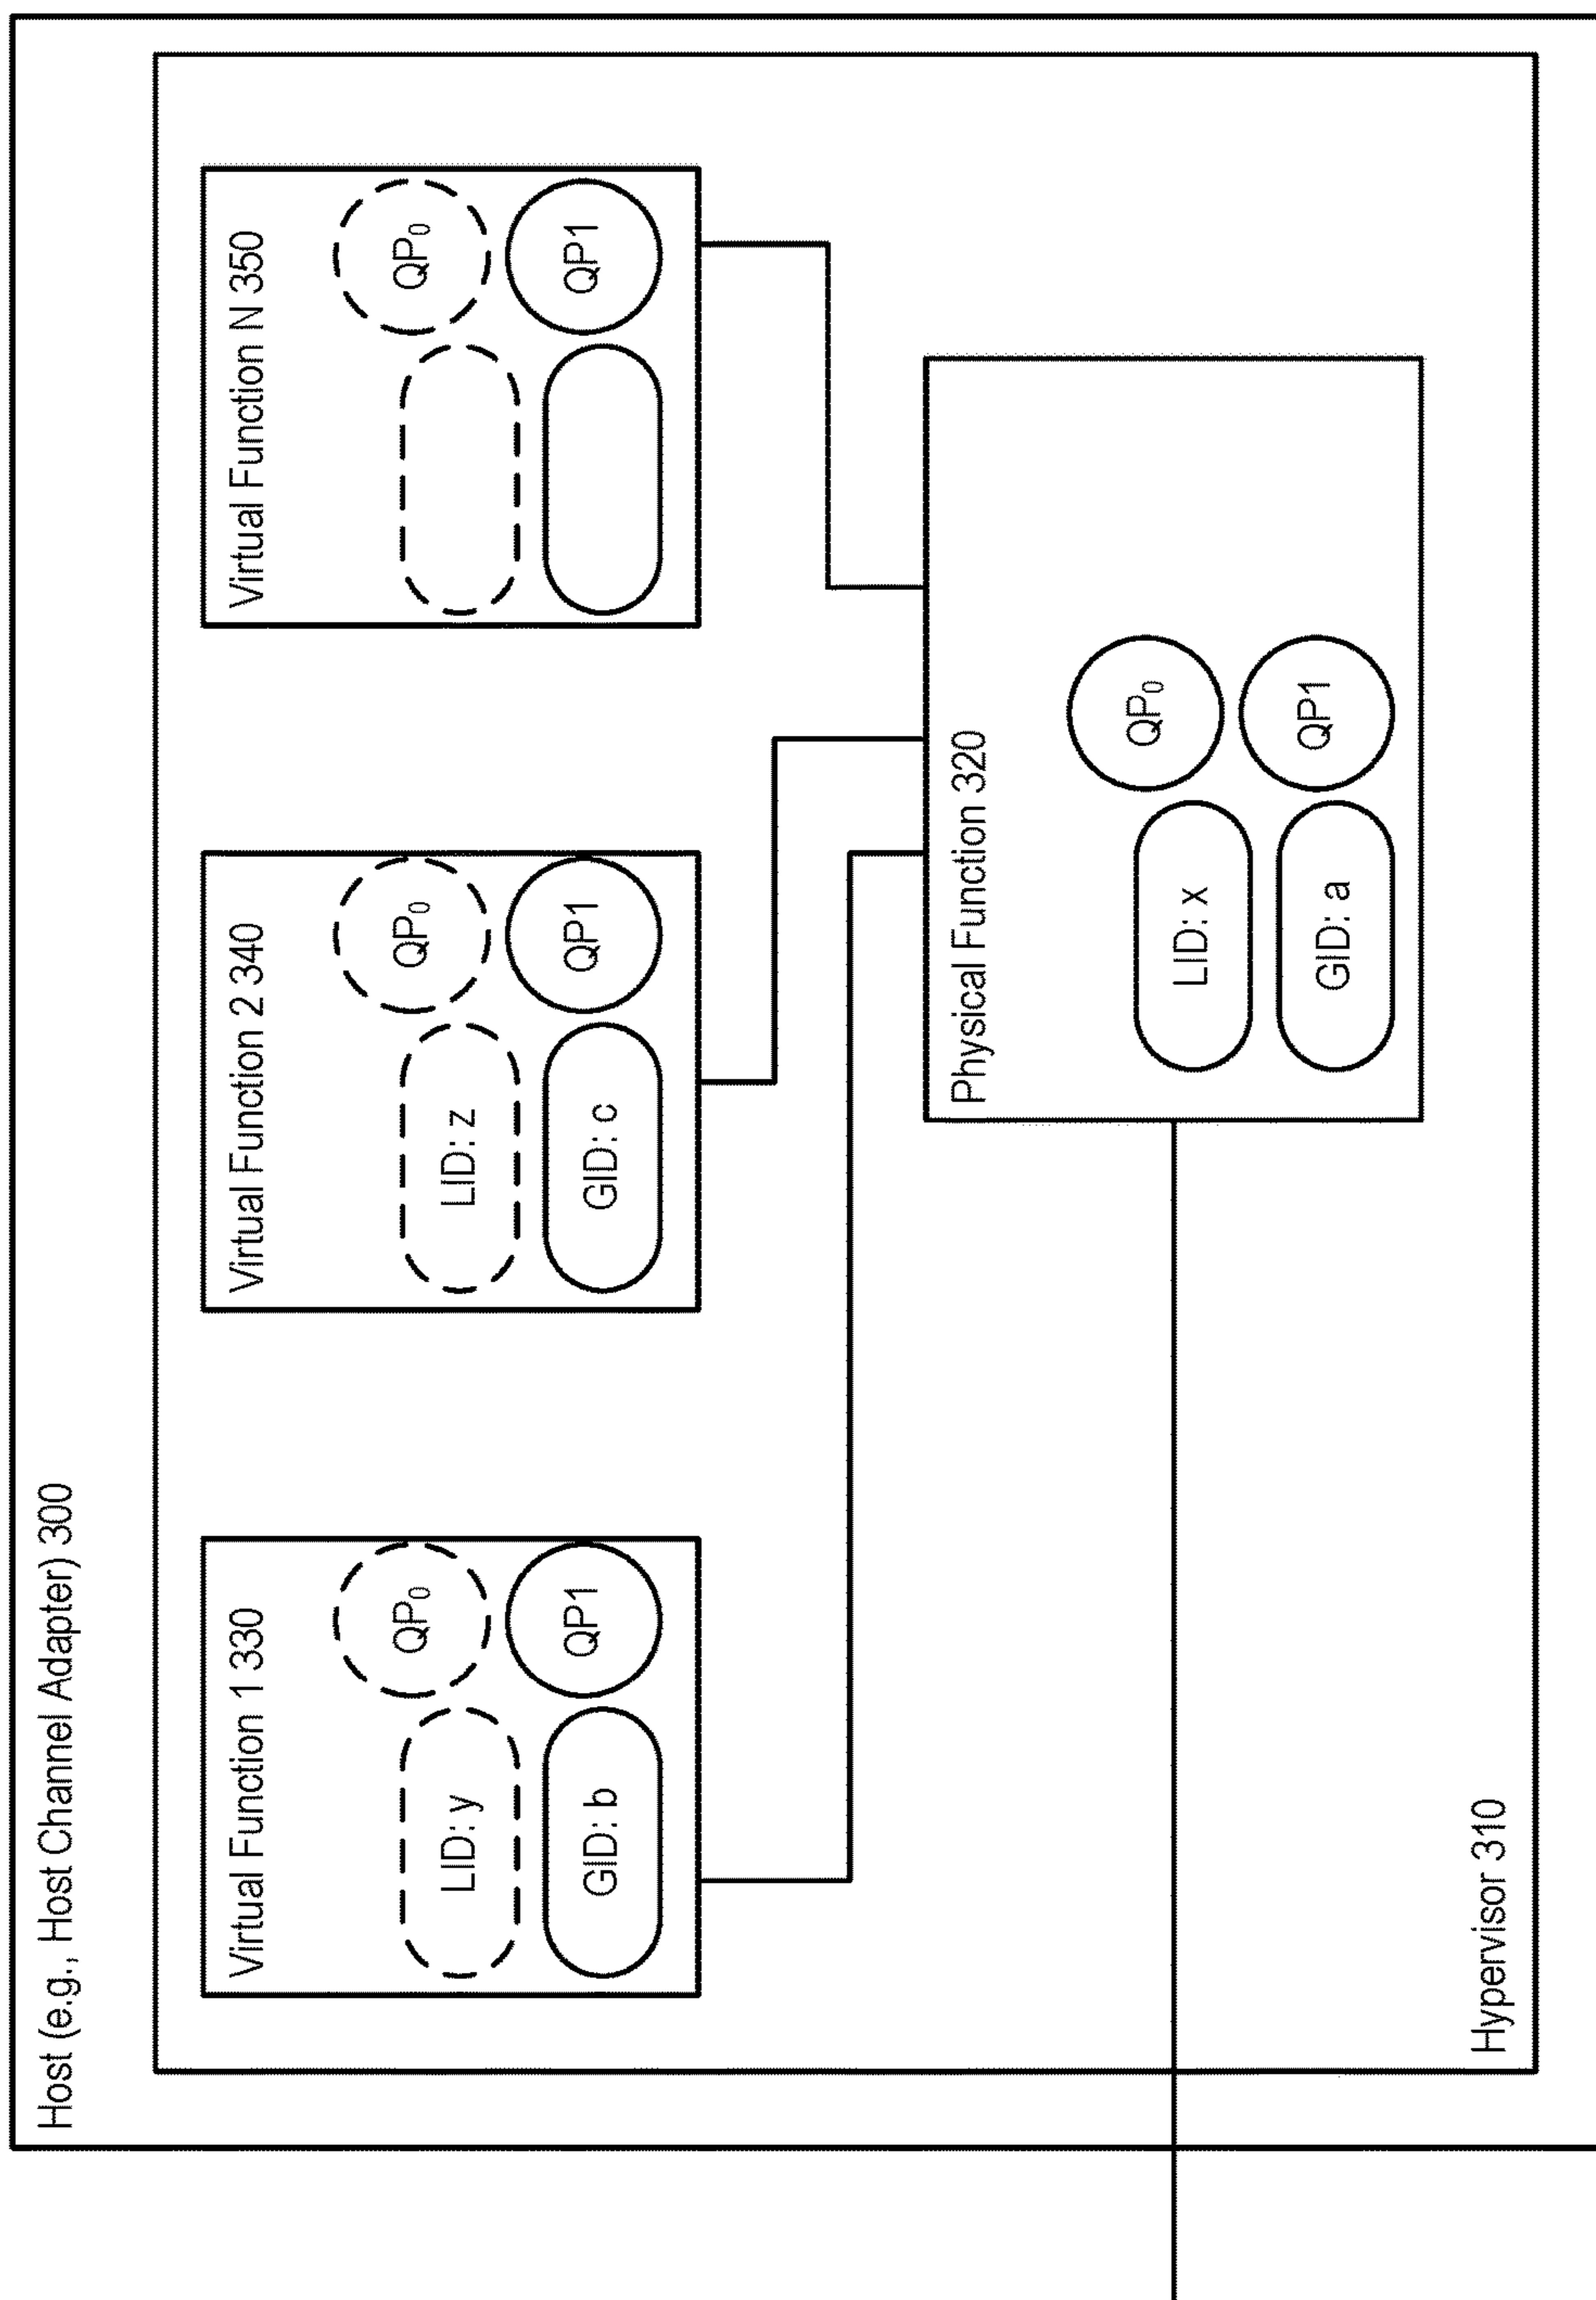 Host (e.g., Host Channel Adapter) 300
Virtual Function 1 330
QP₀
LID: y
QP1
GID: b
Virtual Function 2 340
QP₀
LID: z
QP1
GID: c
Virtual Function N 350
QP₀
QP1
Physical Function 320
QP₀
LID: x
QP1
GID: a
Hypervisor 310